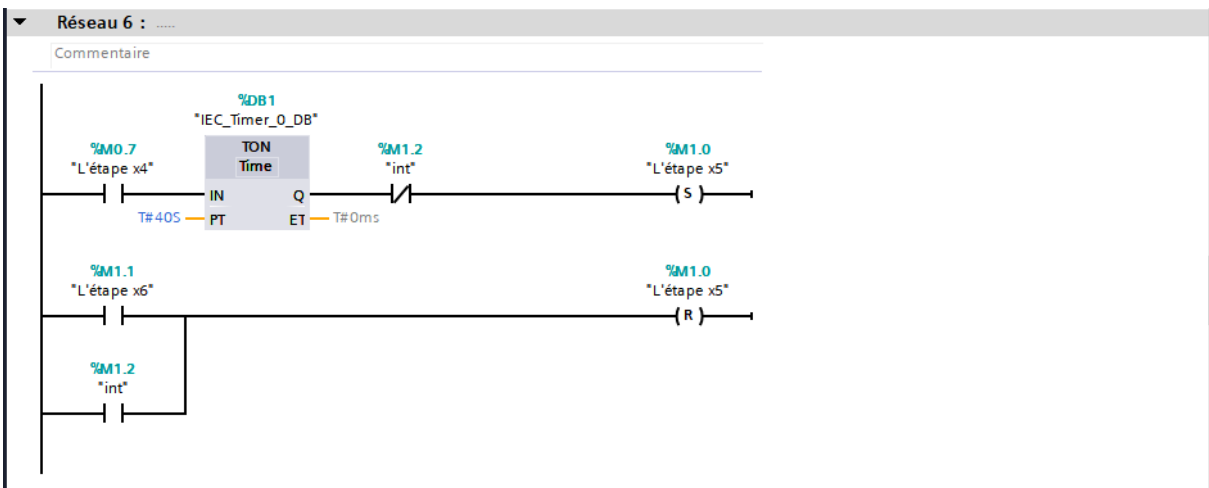 Réseau 6 : .....
Commentaire
%DB1
"IEC_Timer_0_DB"
%M0.7
"L'étape x4"
TON
Time
%M1.2
"int"
%M1.0
"L'étape x5"
IN
Q
S
T#40S
PT
ET
T#0ms
%M1.1
"L'étape x6"
%M1.0
"L'étape x5"
R
%M1.2
"int"